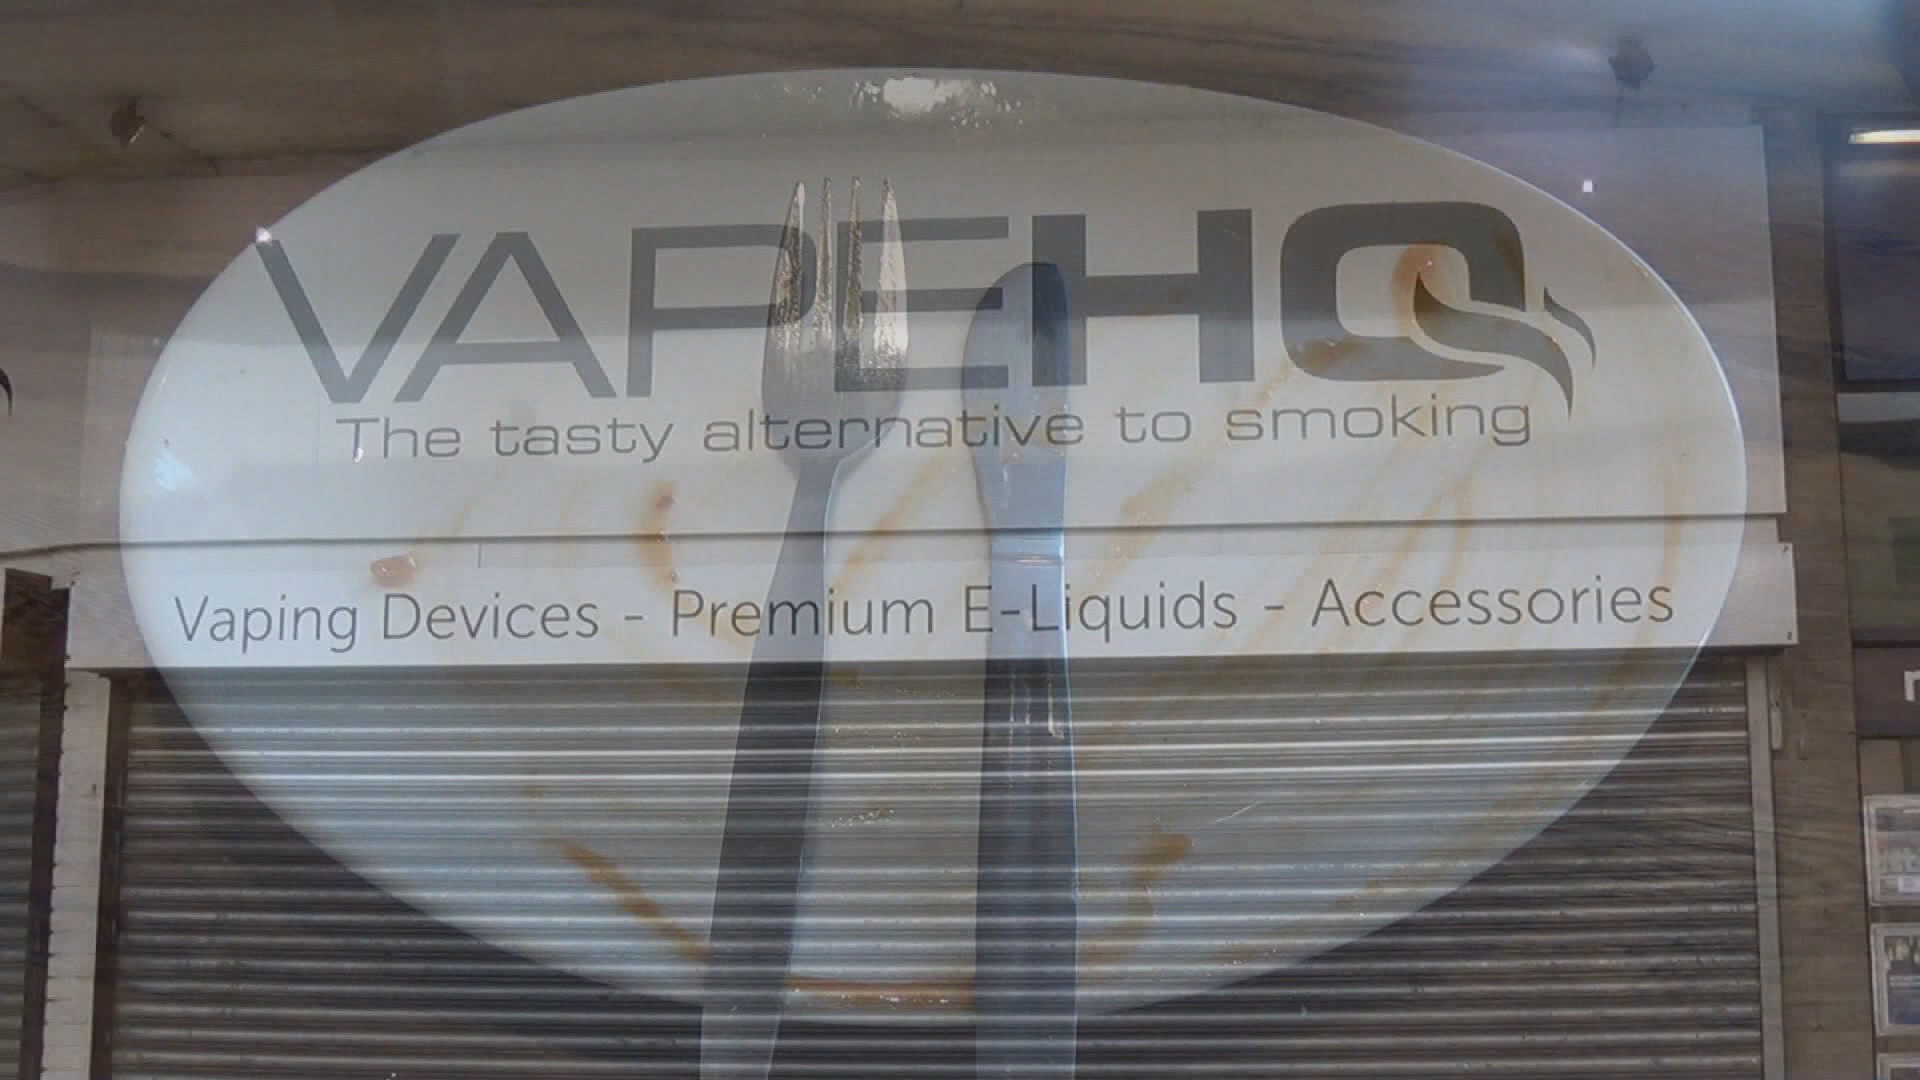 VAPEHQ
The tasty alternative to smoking
Vaping Devices - Premium E-Liquids - Accessories